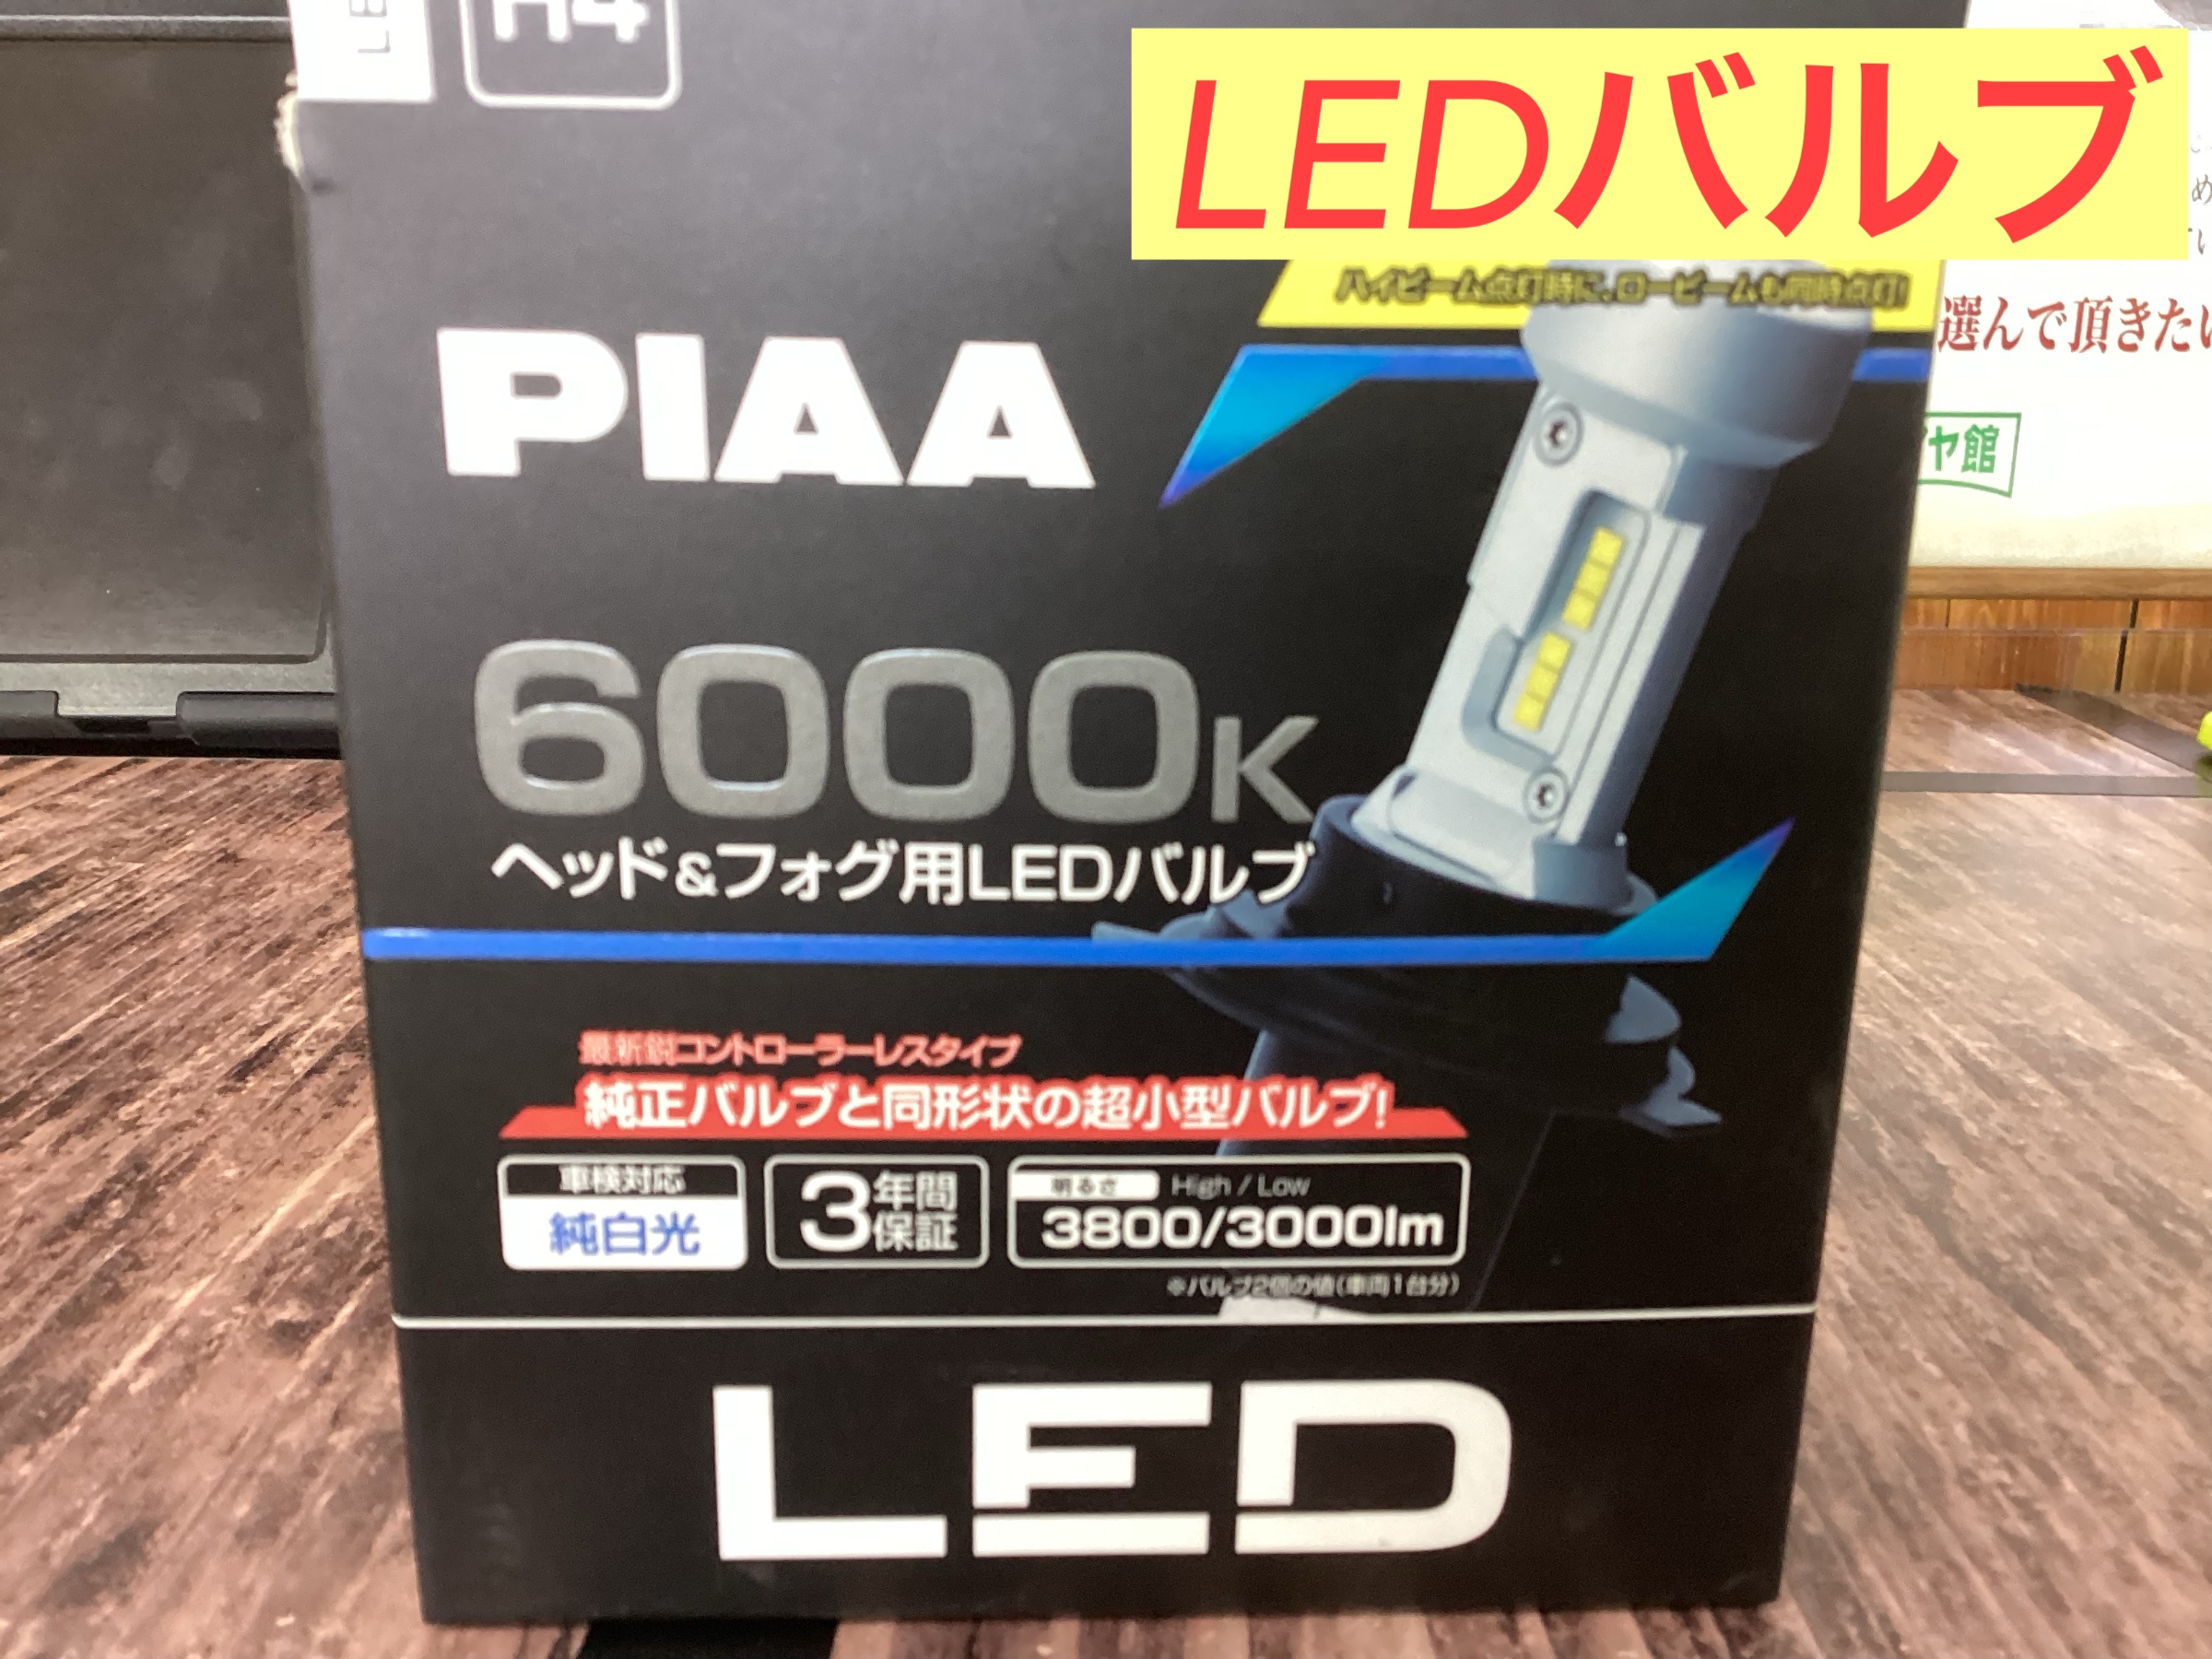 LED
H4
LEDバルブ
ハイビーム点灯時に、ロービームも同時点灯!
PIAA
選んで頂きたい
ヤ館
6000K
ヘッド&フォグ用LEDバルブ
最新鋭コントローラーレスタイプ
純正バルブと同形状の超小型バルブ!
車検対応
純白光
3年間保証
明るさ High / Low
3800/3000lm
※バルブ2個の値(車両1台分)
LED